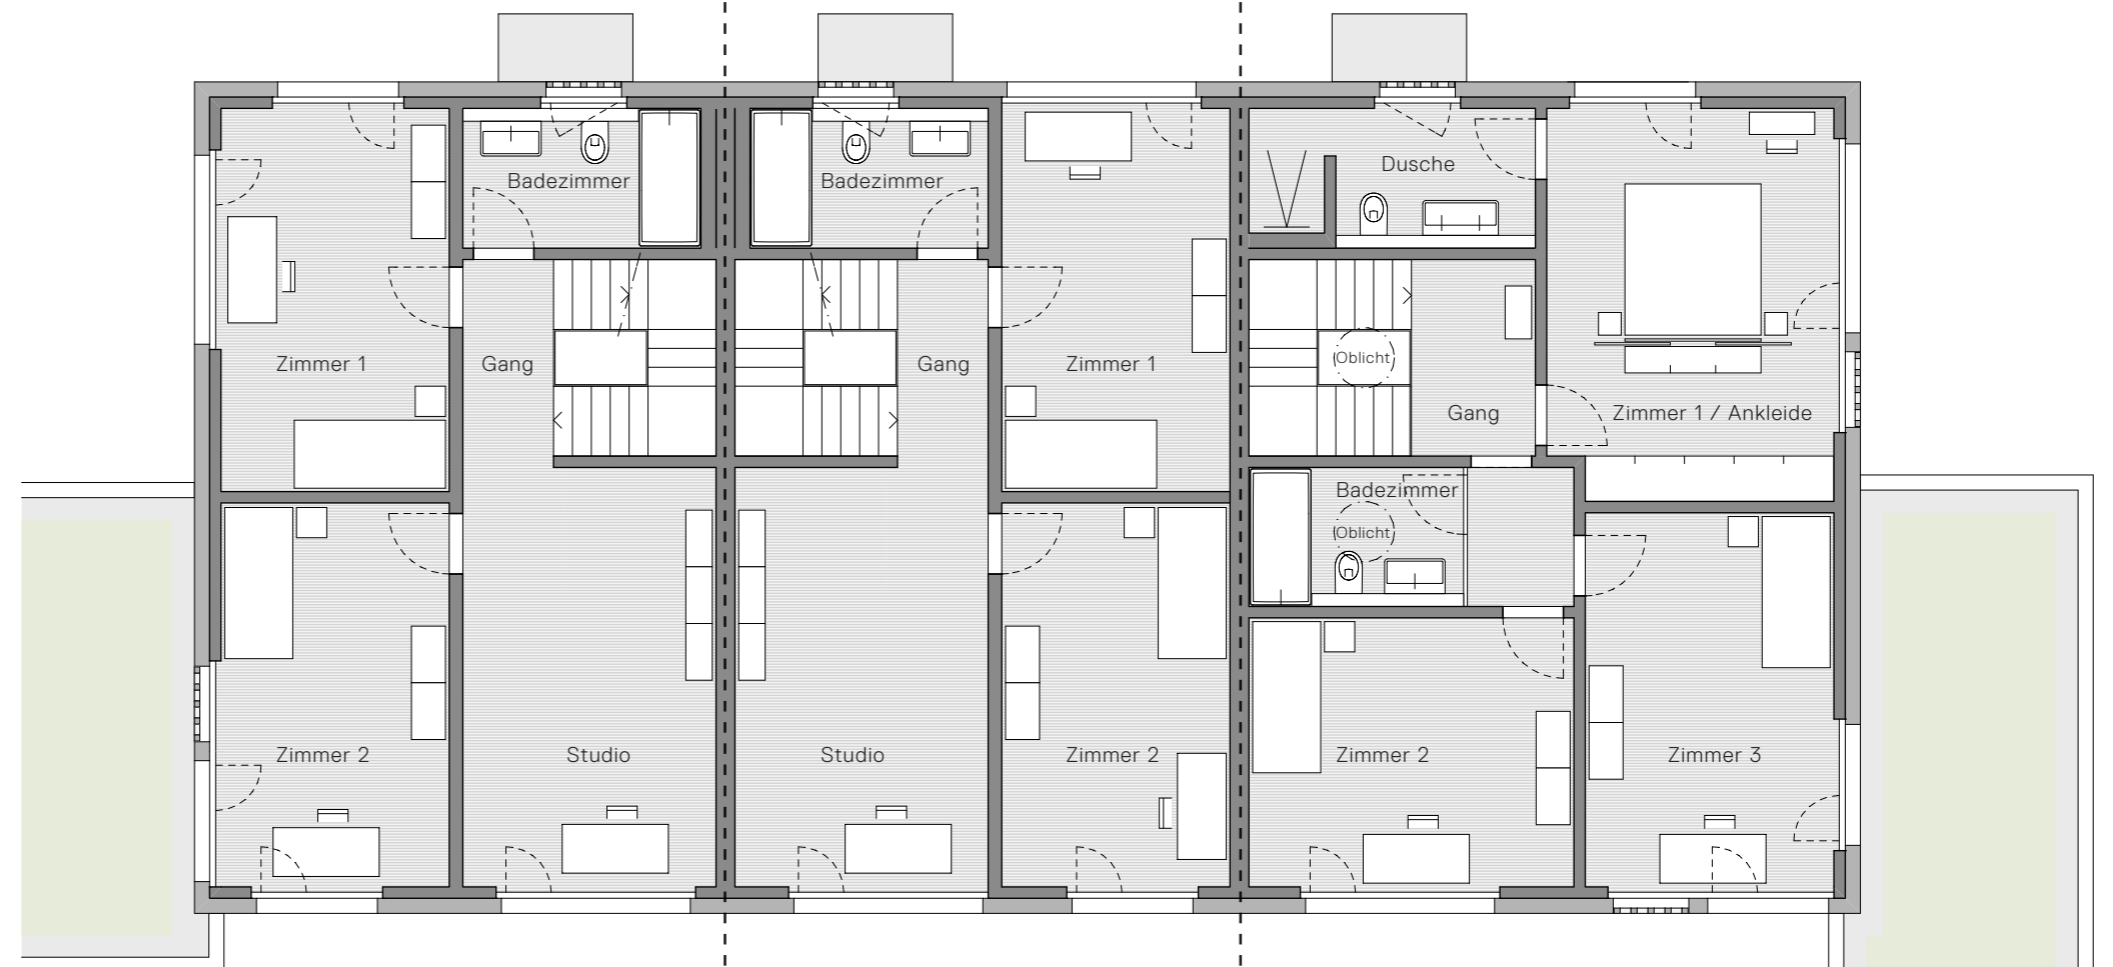 Dusche
Badezimmer
Badezimmer
Zimmer 1
Gang
Gang
Zimmer 1
Oblicht
Gang
Zimmer 1 / Ankleide
Badezimmer
Oblicht
Zimmer 2
Studio
Studio
Zimmer 2
Zimmer 2
Zimmer 3